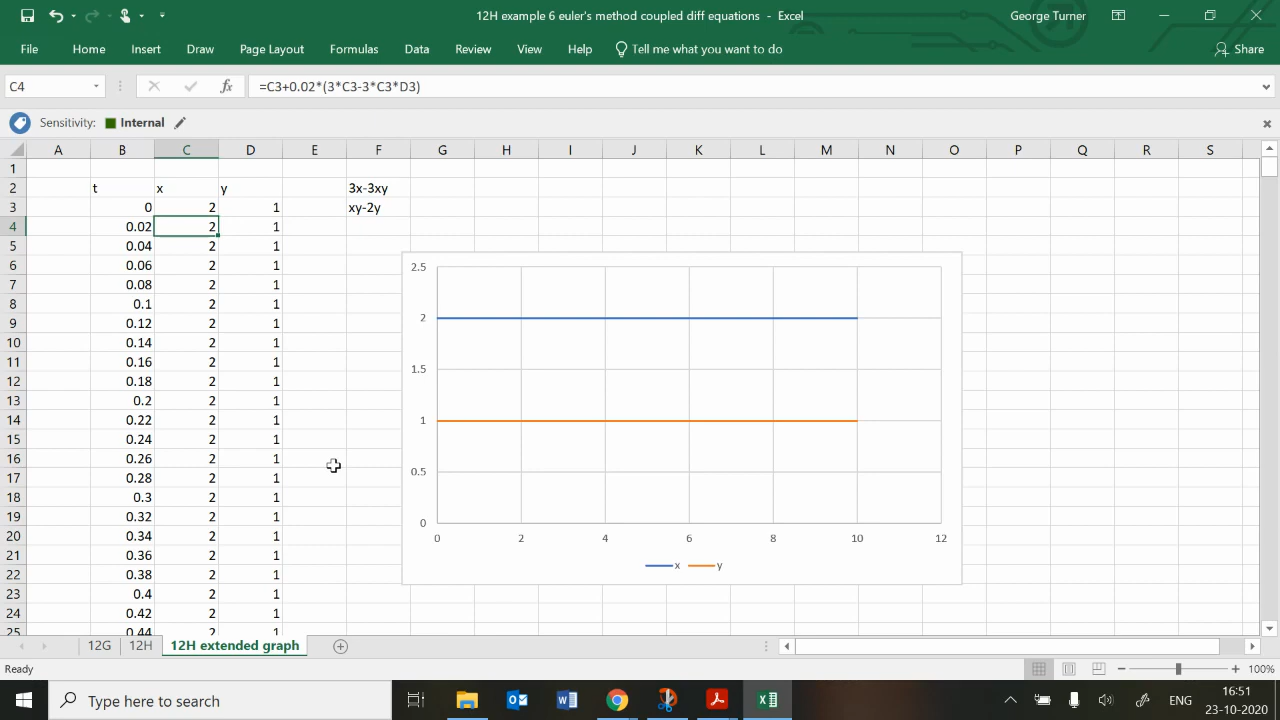 12H example 6 euler's method coupled diff equations - Excel
George Turner
File Home Insert Draw Page Layout Formulas Data Review View Help Tell me what you want to do Share
C4 fx =C3+0.02*(3*C3-3*C3*D3)
Sensitivity: Internal
A B C D E F G H I J K L M N O P Q R S
1
2 t x y 3x-3xy
3 0 2 1 xy-2y
4 0.02 2 1
5 0.04 2 1
6 0.06 2 1
7 0.08 2 1
8 0.1 2 1
9 0.12 2 1
10 0.14 2 1
11 0.16 2 1
12 0.18 2 1
13 0.2 2 1
14 0.22 2 1
15 0.24 2 1
16 0.26 2 1
17 0.28 2 1
18 0.3 2 1
19 0.32 2 1
20 0.34 2 1
21 0.36 2 1
22 0.38 2 1
23 0.4 2 1
24 0.42 2 1
25 0.44 2 1
2.5
2
1.5
1
0.5
0
0 2 4 6 8 10 12
x y
12G 12H 12H extended graph
Ready 100%
Type here to search
ENG
16:51
23-10-2020